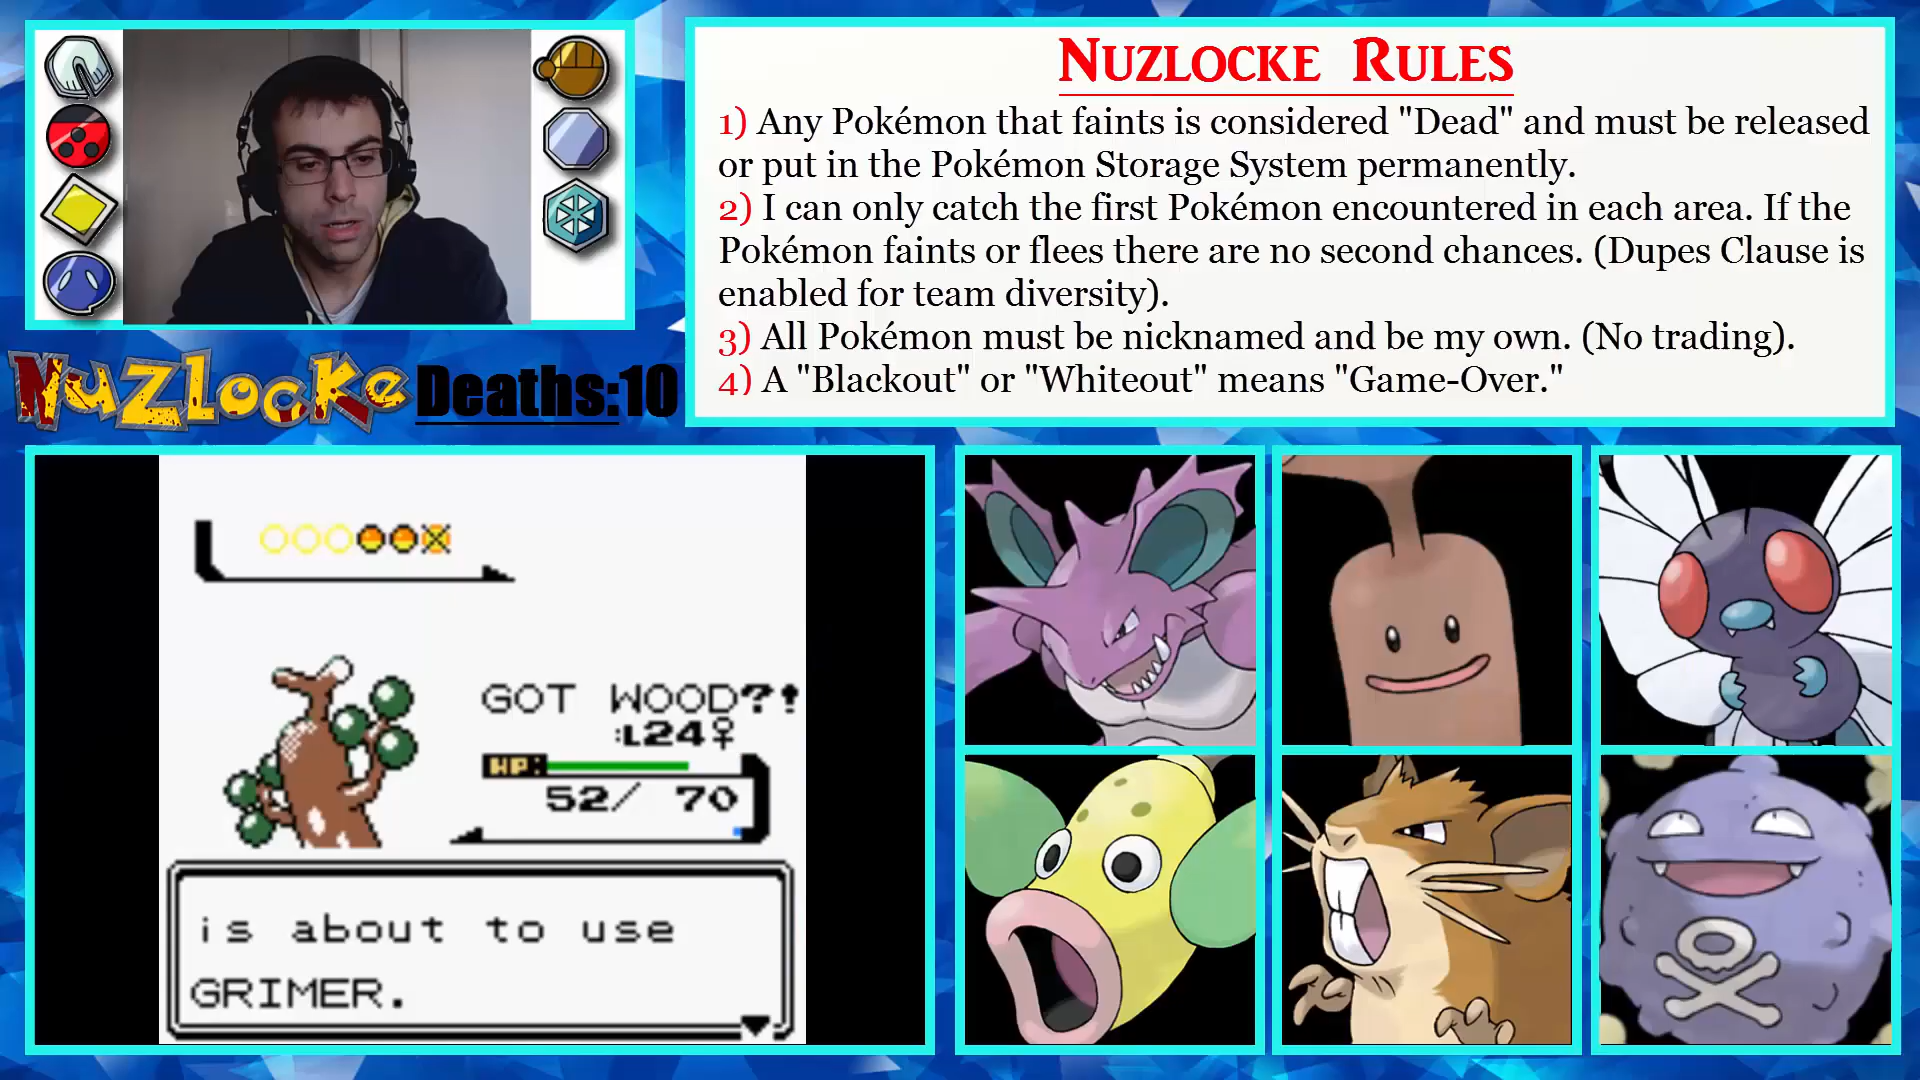 NUZLOCKE RULES
1) Any Pokémon that faints is considered "Dead" and must be released
or put in the Pokémon Storage System permanently.
2) I can only catch the first Pokémon encountered in each area. If the
Pokémon faints or flees there are no second chances. (Dupes Clause is
enabled for team diversity).
3) All Pokémon must be nicknamed and be my own. (No trading).
4) A "Blackout" or "Whiteout" means "Game-Over."
NuZlocKe Deaths:10
GOT WOOD?!
:L24♀
HP:
52/ 70
is about to use
GRIMER.